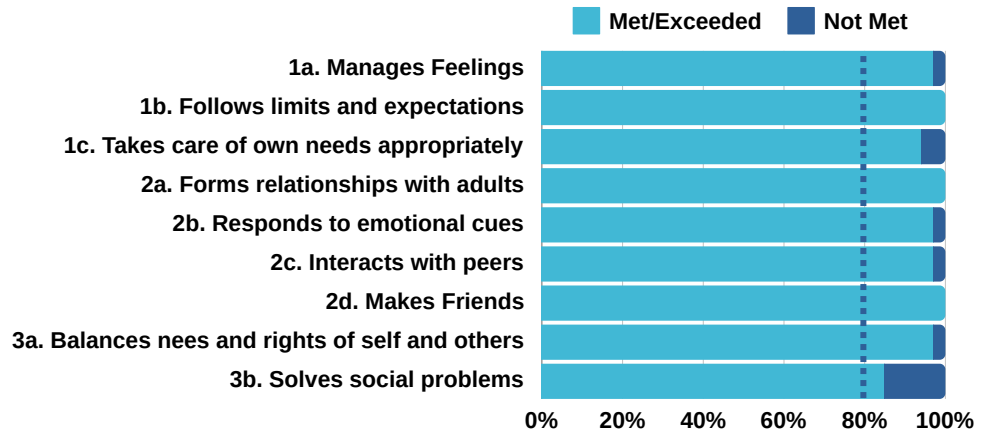 Met/Exceeded Not Met
1a. Manages Feelings
1b. Follows limits and expectations
1c. Takes care of own needs appropriately
2a. Forms relationships with adults
2b. Responds to emotional cues
2c. Interacts with peers
2d. Makes Friends
3a. Balances nees and rights of self and others
3b. Solves social problems
0% 20% 40% 60% 80% 100%